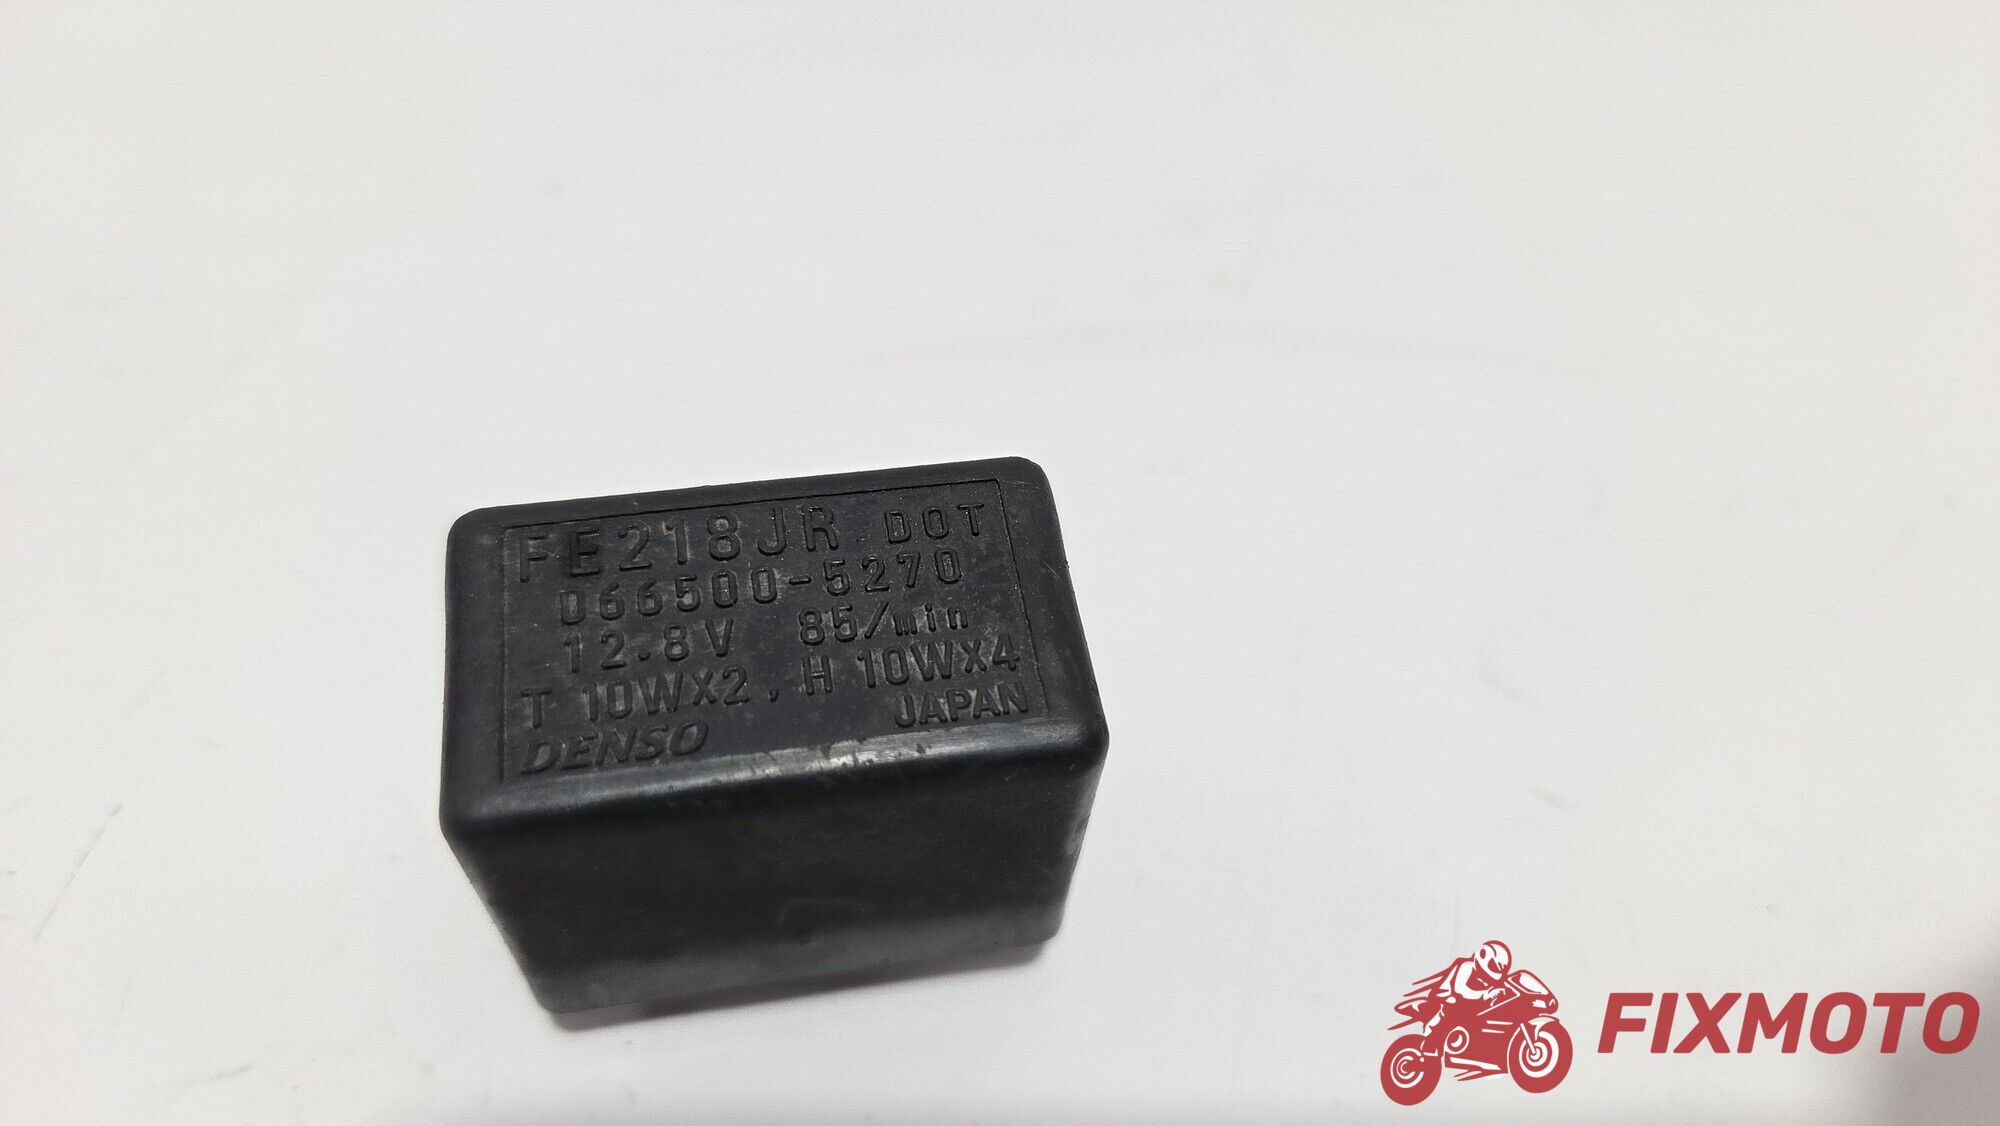 FE218JR DOT
066500-5270
12.8V 85/min
T 10WX2, H 10WX4
DENSO JAPAN
FIXMOTO